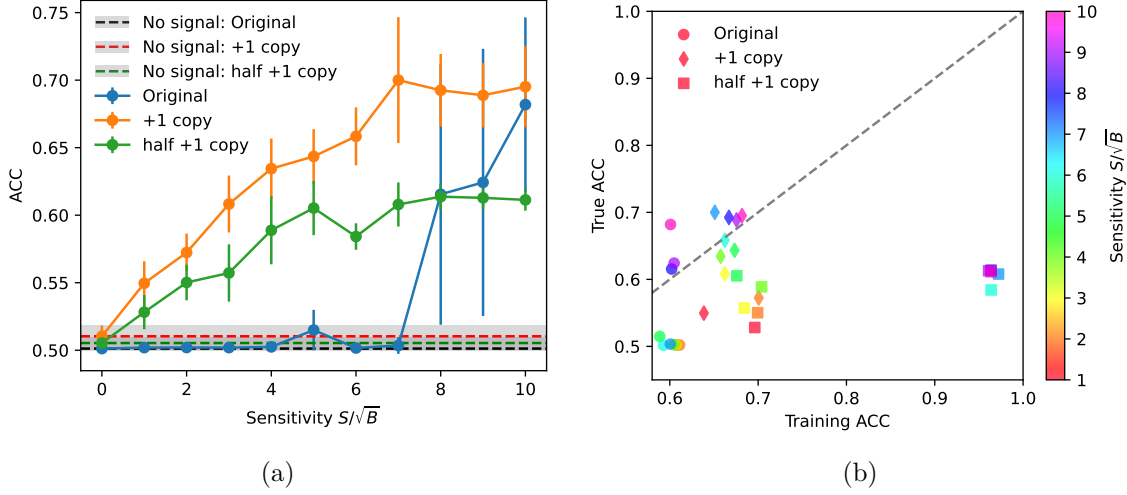 0.75
0.70
0.65
0.60
0.55
0.50
ACC
No signal: Original
No signal: +1 copy
No signal: half +1 copy
Original
+1 copy
half +1 copy
0 2 4 6 8 10
Sensitivity S/√B
(a)
1.0
0.9
0.8
0.7
0.6
0.5
True ACC
Original
+1 copy
half +1 copy
0.6 0.7 0.8 0.9 1.0
Training ACC
10
9
8
7
6
5
4
3
2
1
Sensitivity S/√B
(b)